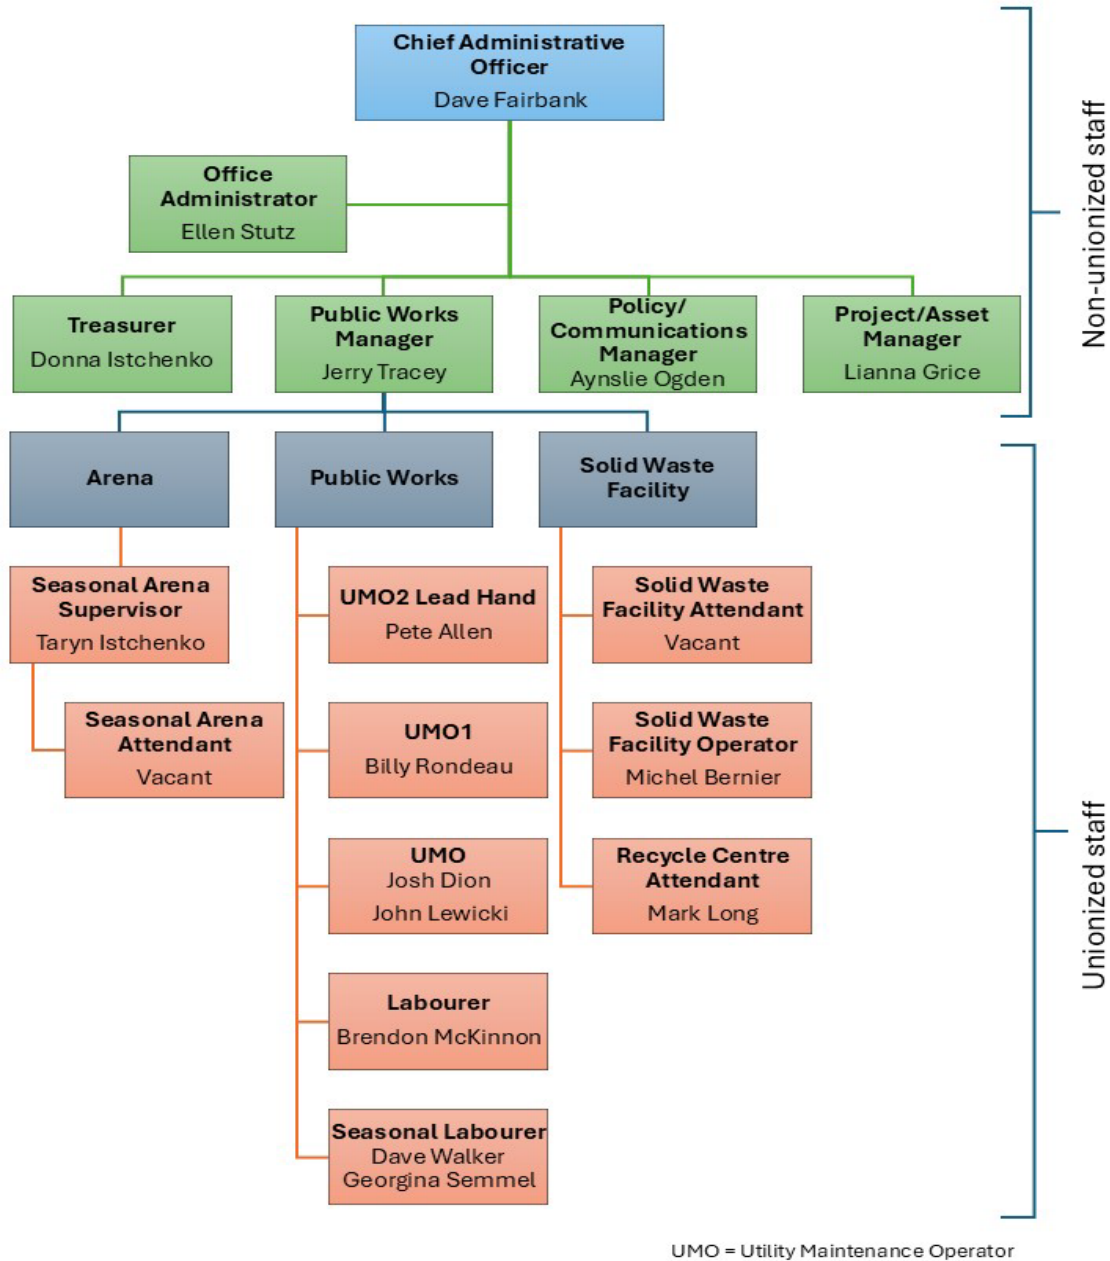 Chief Administrative
Officer
Dave Fairbank
Office
Administrator
Ellen Stutz
Treasurer
Donna Istchenko
Public Works
Manager
Jerry Tracey
Policy/
Communications
Manager
Aynslie Ogden
Project/Asset
Manager
Lianna Grice
Non-unionized staff
Arena
Public Works
Solid Waste
Facility
Seasonal Arena
Supervisor
Taryn Istchenko
Seasonal Arena
Attendant
Vacant
UMO2 Lead Hand
Pete Allen
UMO1
Billy Rondeau
UMO
Josh Dion
John Lewicki
Labourer
Brendon McKinnon
Seasonal Labourer
Dave Walker
Georgina Semmel
Solid Waste
Facility Attendant
Vacant
Solid Waste
Facility Operator
Michel Bernier
Recycle Centre
Attendant
Mark Long
Unionized staff
UMO = Utility Maintenance Operator